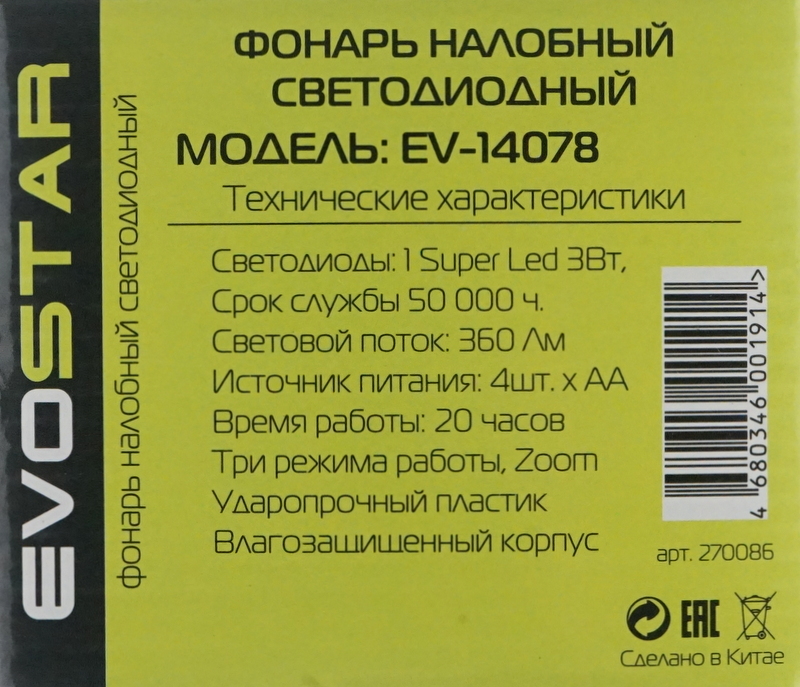 EVOSTAR
фонарь налобный светодиодный
ФОНАРЬ НАЛОБНЫЙ
СВЕТОДИОДНЫЙ
МОДЕЛЬ: EV-14078
Технические характеристики
Светодиоды: 1 Super Led 3Вт,
Срок службы 50 000 ч.
Световой поток: 360 Лм
Источник питания: 4шт. x AA
Время работы: 20 часов
Три режима работы, Zoom
Ударопрочный пластик
Влагозащищенный корпус
4 680346 001914 >
арт. 270086
EAC
Сделано в Китае